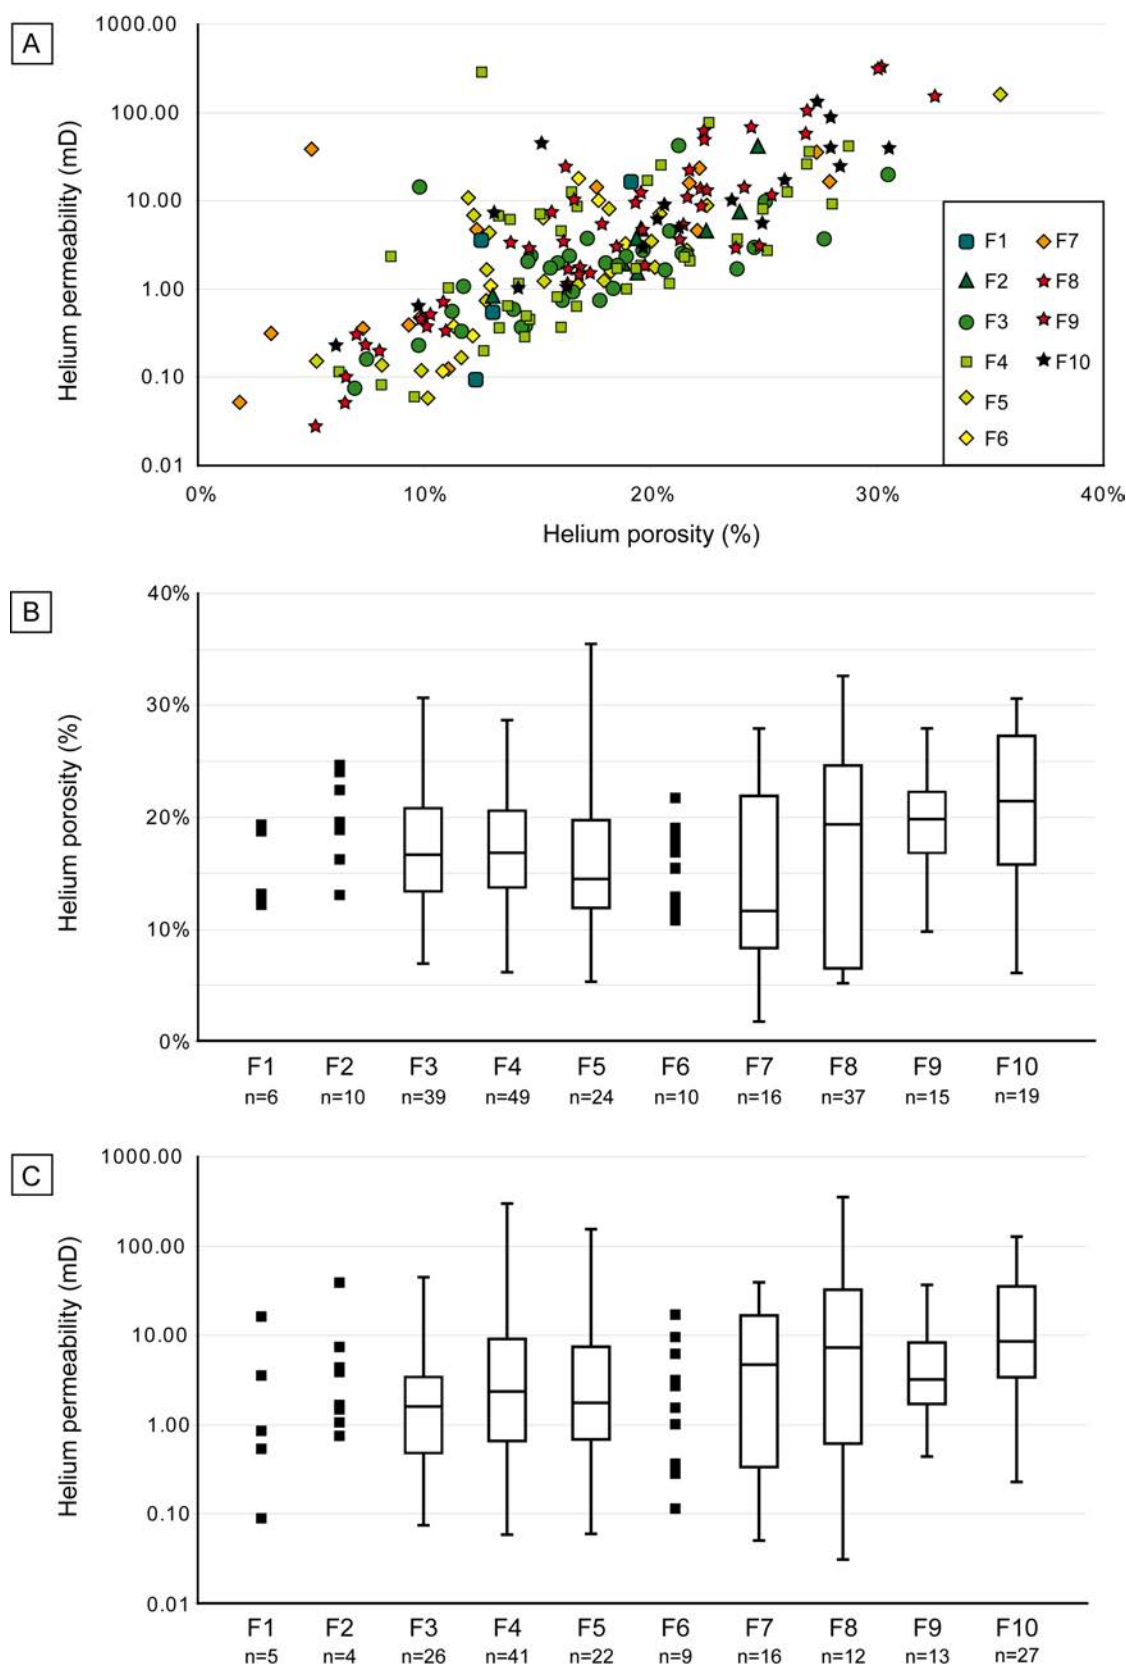 A
1000.00
100.00
10.00
1.00
0.10
0.01
Helium permeability (mD)
0%
10%
20%
30%
40%
Helium porosity (%)
F1
F2
F3
F4
F5
F6
F7
F8
F9
F10
B
40%
30%
20%
10%
0%
Helium porosity (%)
F1 F2 F3 F4 F5 F6 F7 F8 F9 F10
n=6 n=10 n=39 n=49 n=24 n=10 n=16 n=37 n=15 n=19
C
1000.00
100.00
10.00
1.00
0.10
0.01
Helium permeability (mD)
F1 F2 F3 F4 F5 F6 F7 F8 F9 F10
n=5 n=4 n=26 n=41 n=22 n=9 n=16 n=12 n=13 n=27